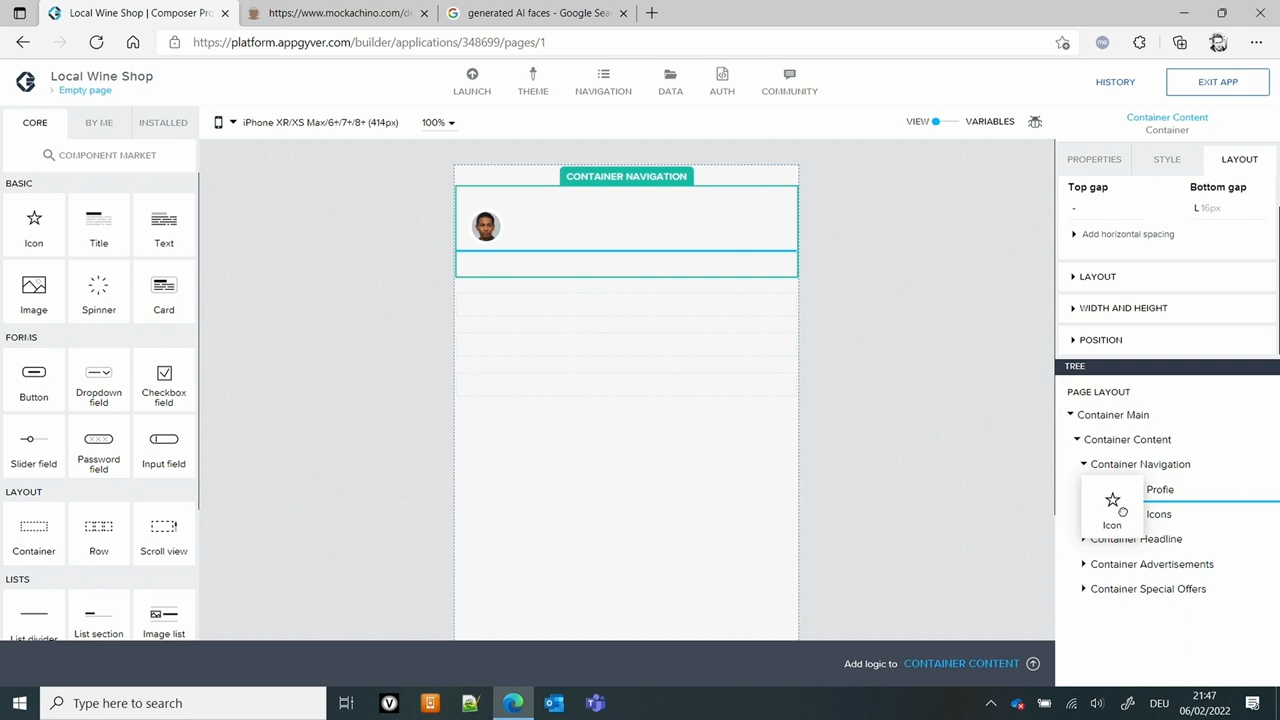 Local Wine Shop | Composer Pro
https://www.mockachino.com/de
generated AI faces - Google Sea
https://platform.appgyver.com/builder/applications/348699/pages/1
Local Wine Shop
Empty page
LAUNCH
THEME
NAVIGATION
DATA
AUTH
COMMUNITY
HISTORY
EXIT APP
CORE
BY ME
INSTALLED
iPhone XR/XS Max/6+/7+/8+ (414px)
100%
VIEW
VARIABLES
Container Content
Container
COMPONENT MARKET
PROPERTIES
STYLE
LAYOUT
BASIC
Icon
Title
Text
Image
Spinner
Card
FORMS
Button
Dropdown field
Checkbox field
Slider field
Password field
Input field
LAYOUT
Container
Row
Scroll view
LISTS
List divider
List section
Image list
CONTAINER NAVIGATION
Top gap
Bottom gap
-
L 16px
Add horizontal spacing
LAYOUT
WIDTH AND HEIGHT
POSITION
TREE
PAGE LAYOUT
Container Main
Container Content
Container Navigation
Profie
Icons
Icon
Container Headline
Container Advertisements
Container Special Offers
Add logic to CONTAINER CONTENT
Type here to search
DEU
21:47
06/02/2022